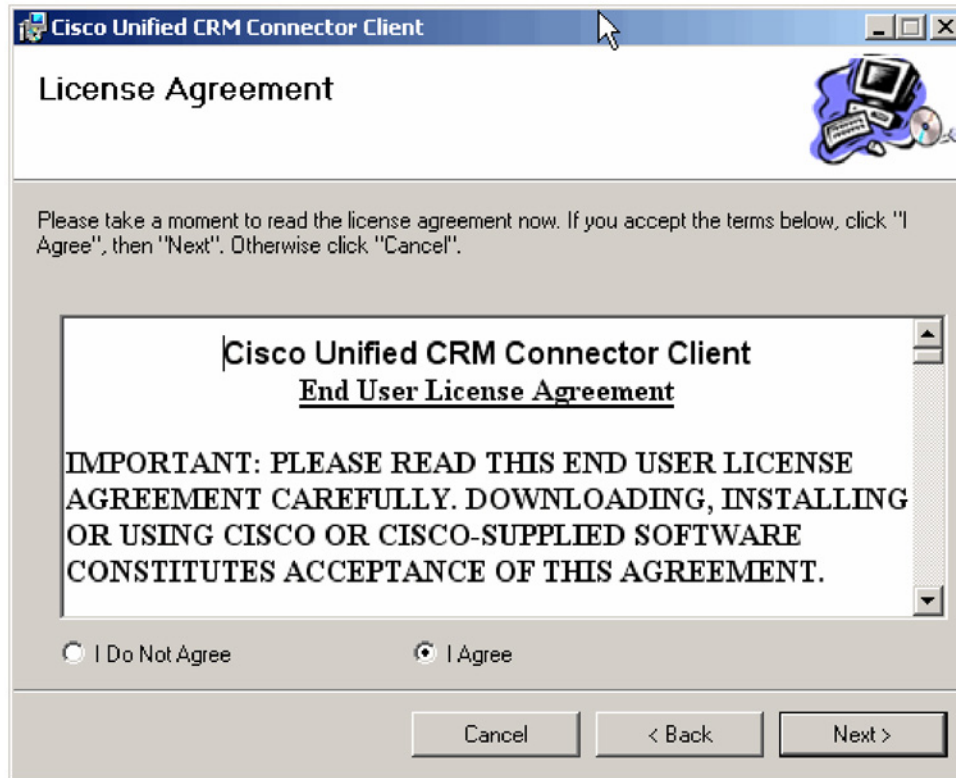 Cisco Unified CRM Connector Client
License Agreement
Please take a moment to read the license agreement now. If you accept the terms below, click "I
Agree", then "Next". Otherwise click "Cancel".
Cisco Unified CRM Connector Client
End User License Agreement
IMPORTANT: PLEASE READ THIS END USER LICENSE
AGREEMENT CAREFULLY. DOWNLOADING, INSTALLING
OR USING CISCO OR CISCO-SUPPLIED SOFTWARE
CONSTITUTES ACCEPTANCE OF THIS AGREEMENT.
I Do Not Agree
I Agree
Cancel
< Back
Next >